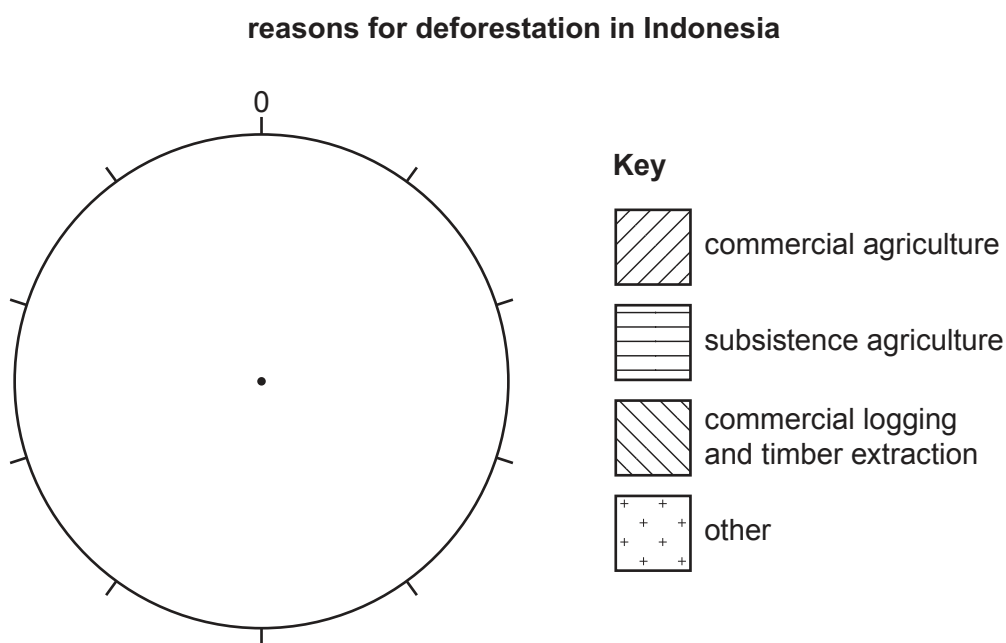 reasons for deforestation in Indonesia
0
Key
commercial agriculture
subsistence agriculture
commercial logging
and timber extraction
other